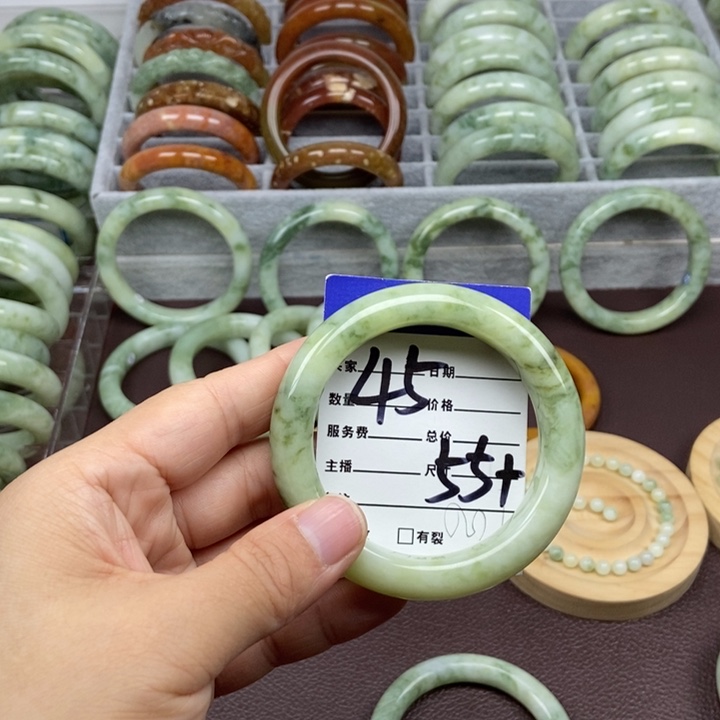 家 45 日期
数量 价格
服务费 总价
主播 尺寸 55+
□有裂